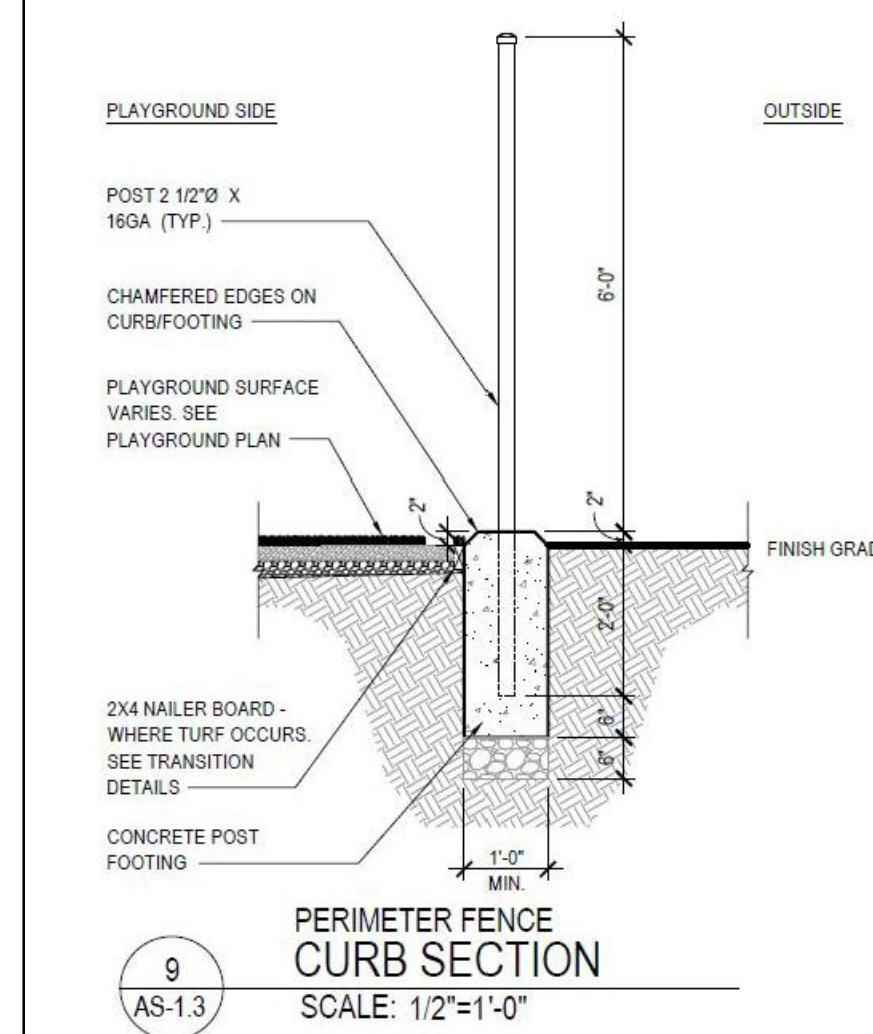 PLAYGROUND SIDE
OUTSIDE
POST 2 1/2"Ø X
16GA (TYP.)
CHAMFERED EDGES ON
CURB/FOOTING
PLAYGROUND SURFACE
VARIES. SEE
PLAYGROUND PLAN
6'-0"
2"
2"
FINISH GRAD
2'-0"
6"
6"
2X4 NAILER BOARD -
WHERE TURF OCCURS.
SEE TRANSITION
DETAILS
CONCRETE POST
FOOTING
1'-0"
MIN.
PERIMETER FENCE
CURB SECTION
9
AS-1.3
SCALE: 1/2"=1'-0"